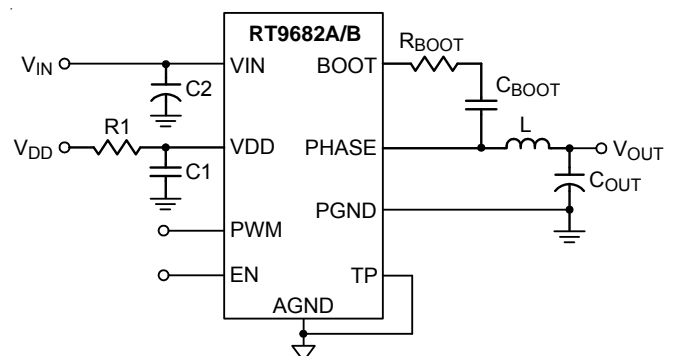 RT9682A/B
VIN
VIN
C2
BOOT
RBOOT
CBOOT
VDD
R1
VDD
C1
PHASE
L
VOUT
COUT
PGND
PWM
EN
TP
AGND